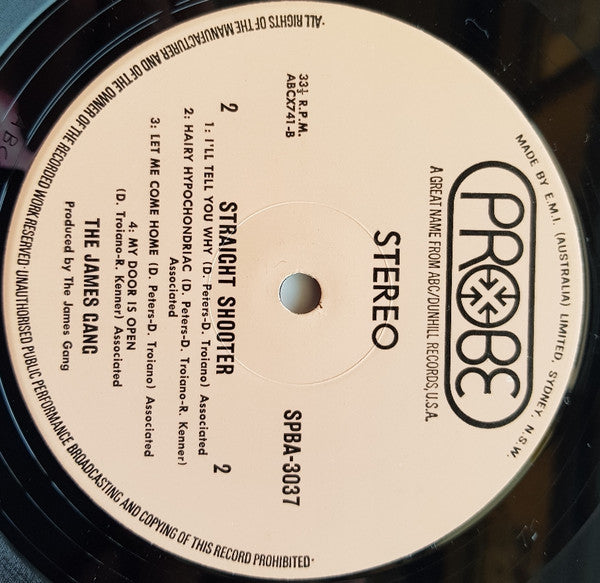 MADE BY E.M.I. (AUSTRALIA) LIMITED, SYDNEY, N.S.W.
PROBE
A GREAT NAME FROM ABC/DUNHILL RECORDS, U.S.A.
STEREO
33⅓ R.P.M.
ABCX741-B
SPBA-3037
2 STRAIGHT SHOOTER 2
1: I'LL TELL YOU WHY (D. Peters-D. Troiano) Associated
2: HAIRY HYPOCHONDRIAC (D. Peters-D. Troiano-R. Kenner)
Associated
3: LET ME COME HOME (D. Peters-D. Troiano) Associated
4: MY DOOR IS OPEN
(D. Troiano-R. Kenner) Associated
THE JAMES GANG
Produced by The James Gang
·ALL RIGHTS OF THE MANUFACTURER AND OF THE OWNER OF THE RECORDED WORK RESERVED· UNAUTHORISED PUBLIC PERFORMANCE BROADCASTING AND COPYING OF THIS RECORD PROHIBITED·